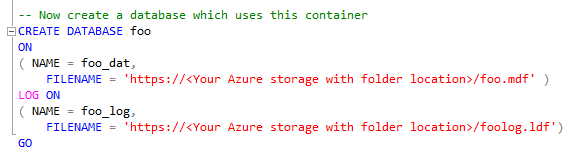 -- Now create a database which uses this container
CREATE DATABASE foo
ON
( NAME = foo_dat,
FILENAME = 'https://<Your Azure storage with folder location>/foo.mdf' )
LOG ON
( NAME = foo_log,
FILENAME = 'https://<Your Azure storage with folder location>/foolog.ldf')
GO